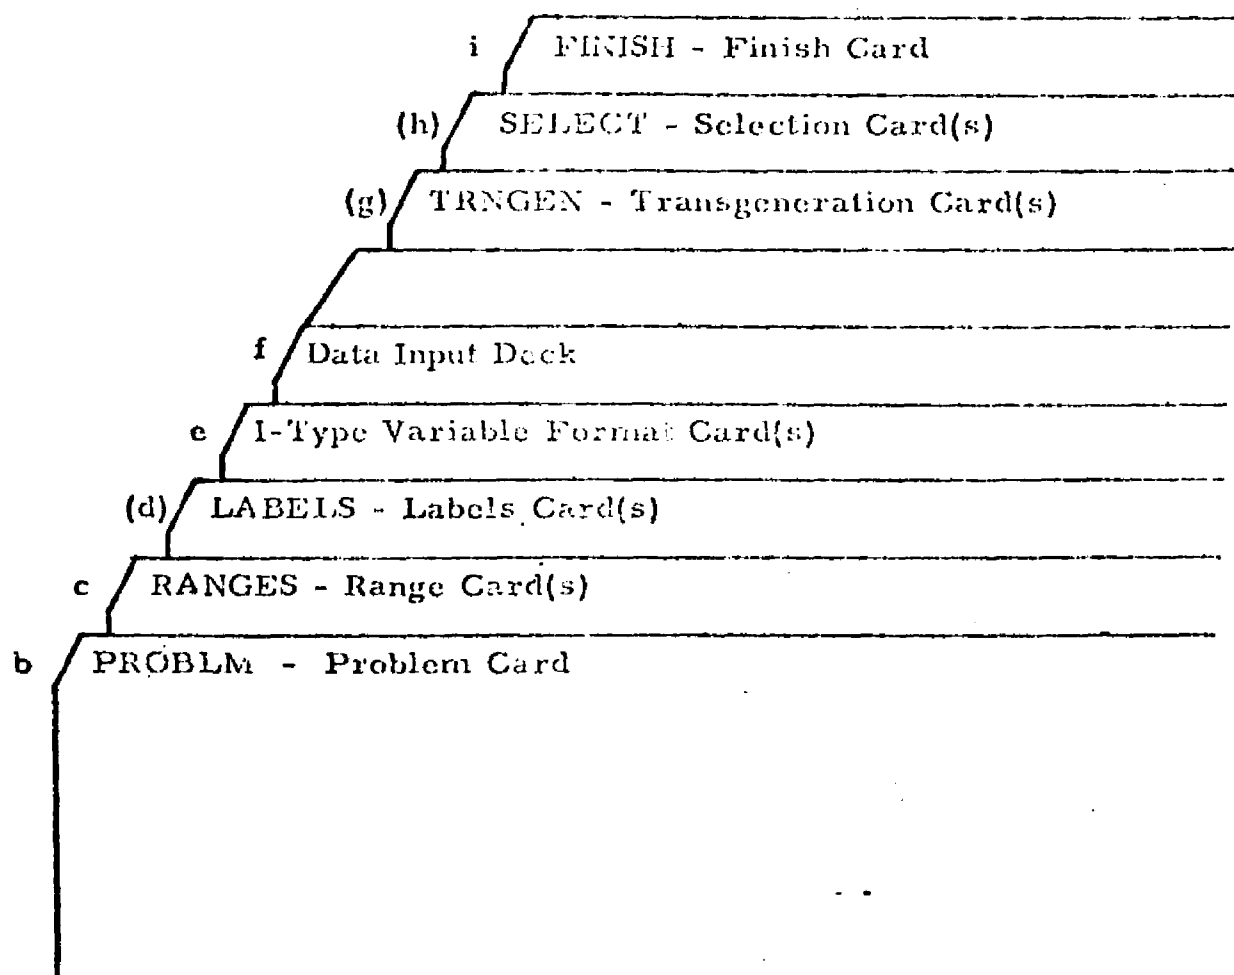 i FINISH - Finish Card
(h) SELECT - Selection Card(s)
(g) TRNGEN - Transgeneration Card(s)
f Data Input Deck
e I-Type Variable Format Card(s)
(d) LABELS - Labels Card(s)
c RANGES - Range Card(s)
b PROBLM - Problem Card